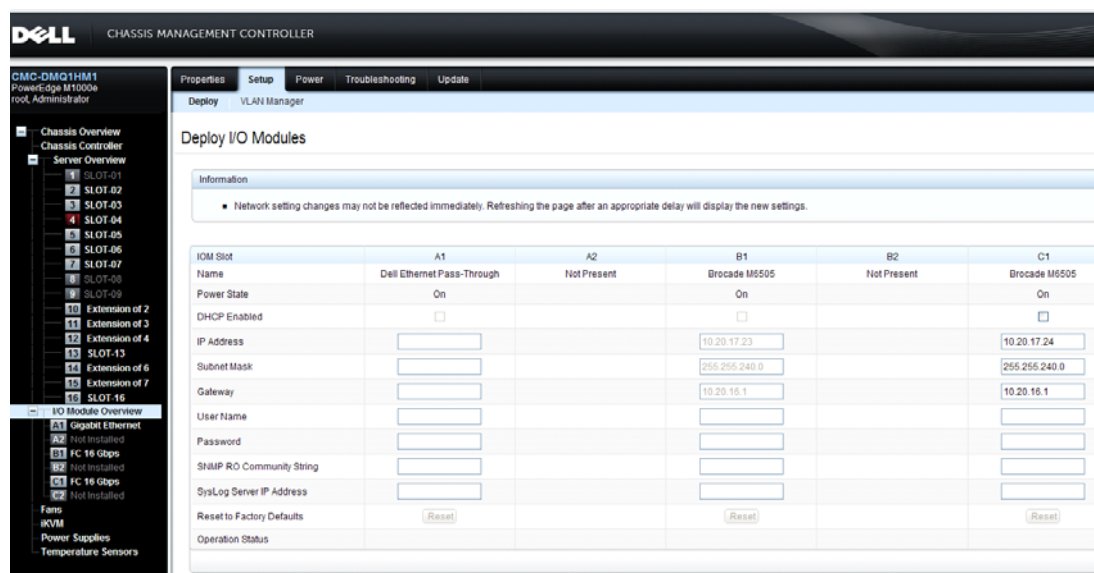 DELL CHASSIS MANAGEMENT CONTROLLER
CMC-DMQ1HM1
PowerEdge M1000e
root, Administrator
Properties Setup Power Troubleshooting Update
Deploy VLAN Manager
Chassis Overview
Chassis Controller
Server Overview
1 SLOT-01
2 SLOT-02
3 SLOT-03
4 SLOT-04
5 SLOT-05
6 SLOT-06
7 SLOT-07
8 SLOT-08
9 SLOT-09
10 Extension of 2
11 Extension of 3
12 Extension of 4
13 SLOT-13
14 Extension of 6
15 Extension of 7
16 SLOT-16
I/O Module Overview
A1 Gigabit Ethernet
A2 Not Installed
B1 FC 16 Gbps
B2 Not Installed
C1 FC 16 Gbps
C2 Not Installed
Fans
iKVM
Power Supplies
Temperature Sensors
Deploy I/O Modules
Information
Network setting changes may not be reflected immediately. Refreshing the page after an appropriate delay will display the new settings.
IOM Slot A1 A2 B1 B2 C1
Name Dell Ethernet Pass-Through Not Present Brocade M6505 Not Present Brocade M6505
Power State On On On
DHCP Enabled
IP Address 10.20.17.23 10.20.17.24
Subnet Mask 255.255.240.0 255.255.240.0
Gateway 10.20.16.1 10.20.16.1
User Name
Password
SNMP RO Community String
SysLog Server IP Address
Reset to Factory Defaults Reset Reset Reset
Operation Status